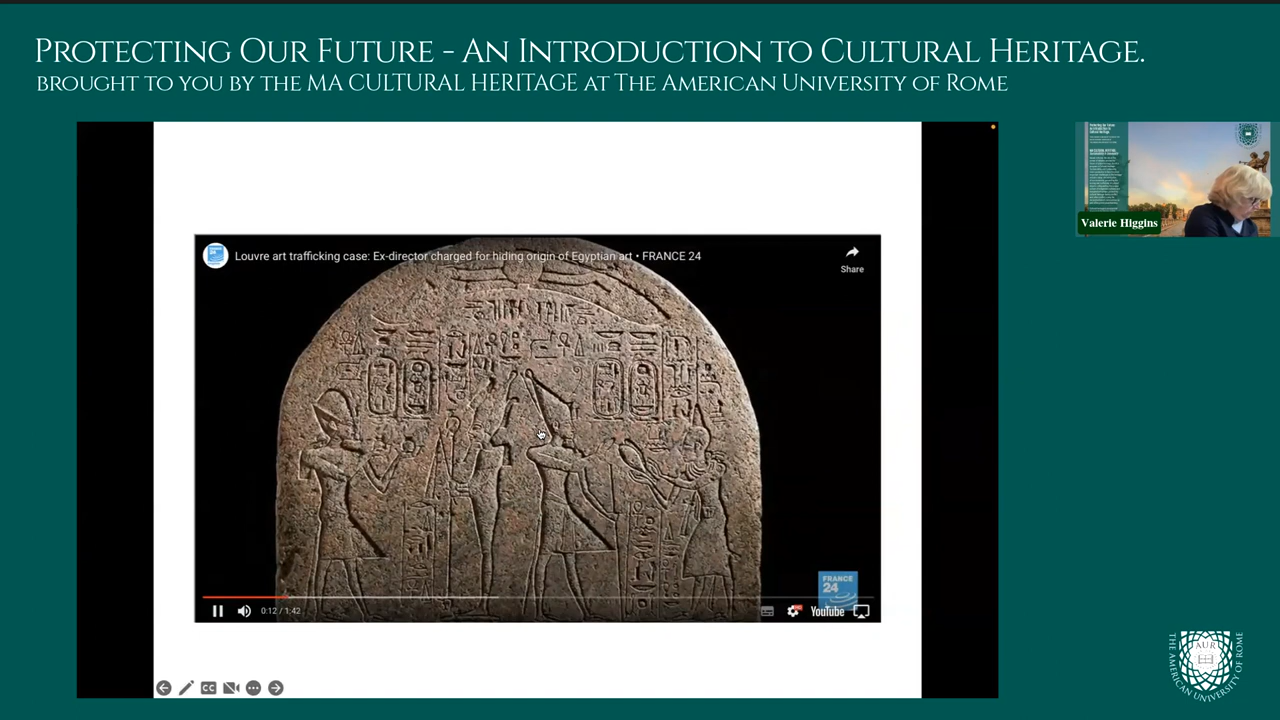 PROTECTING OUR FUTURE - AN INTRODUCTION TO CULTURAL HERITAGE.
BROUGHT TO YOU BY THE MA CULTURAL HERITAGE AT THE AMERICAN UNIVERSITY OF ROME
Louvre art trafficking case: Ex-director charged for hiding origin of Egyptian art • FRANCE 24
Share
Valerie Higgins
FRANCE
24
0:12 / 1:42
YouTube
CC
AUR
THE AMERICAN UNIVERSITY OF ROME